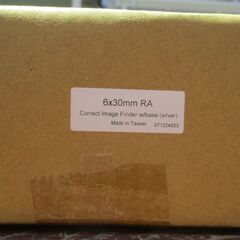 6x30mm RA
Correct-Image Finder w/base (silver)
Made in Taiwan 071224003